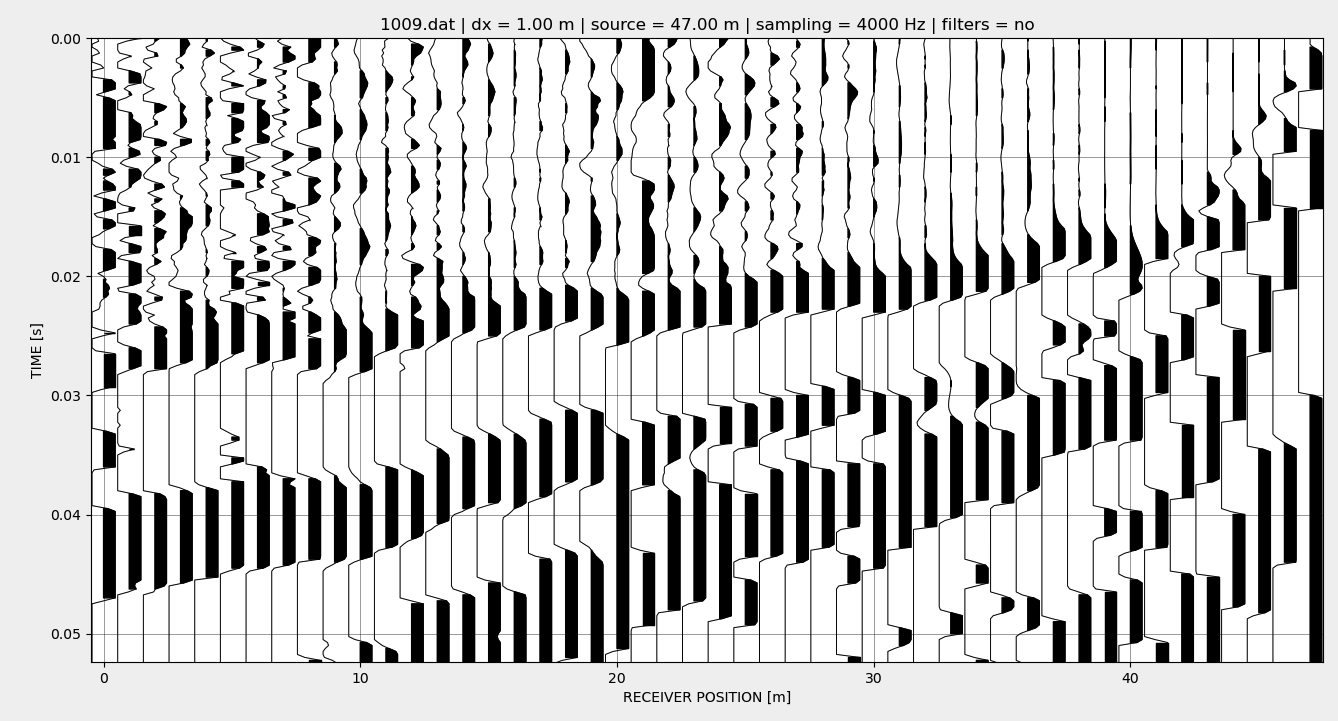 1009.dat | dx = 1.00 m | source = 47.00 m | sampling = 4000 Hz | filters = no
0.00
0.01
0.02
0.03
0.04
0.05
TIME [s]
0 10 20 30 40
RECEIVER POSITION [m]